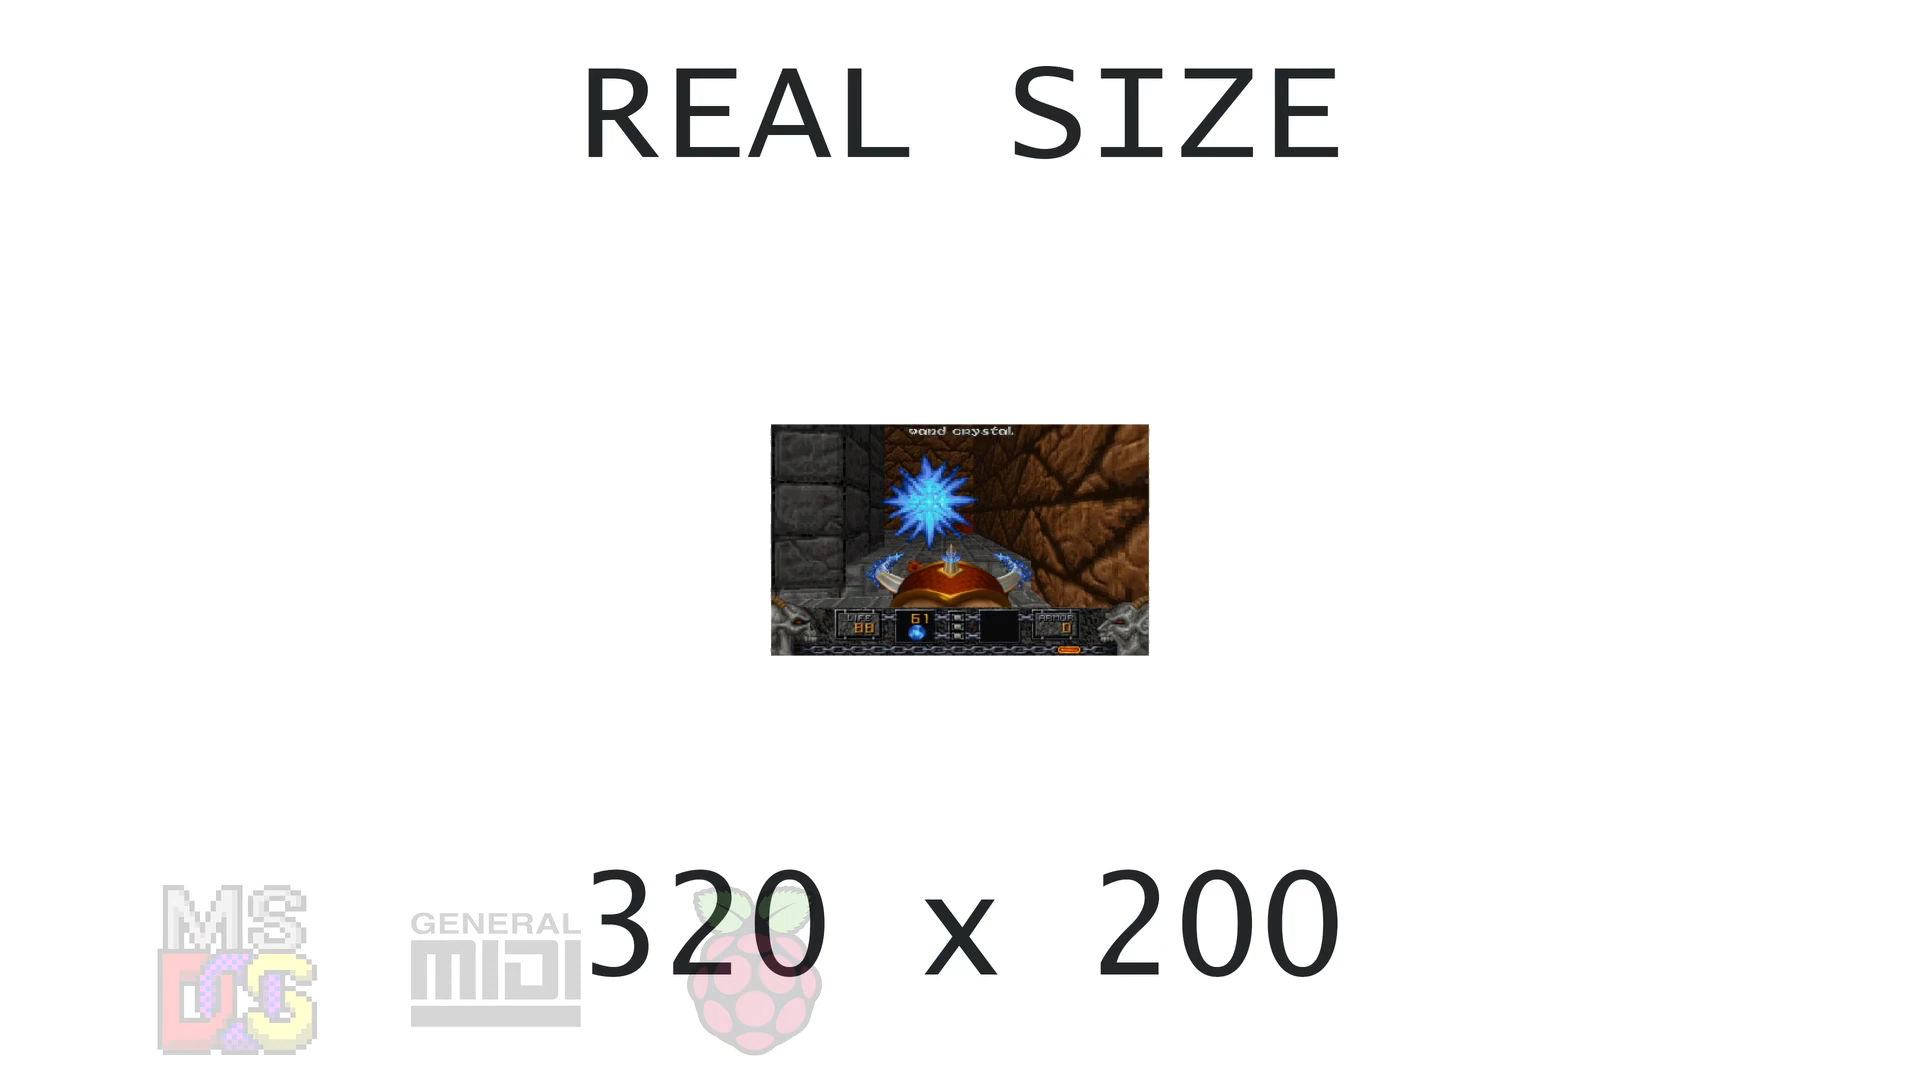 REAL SIZE
wand crystal
LIFE
88
61
ARMOR
0
320 x 200
MS
DOS
GENERAL
MIDI